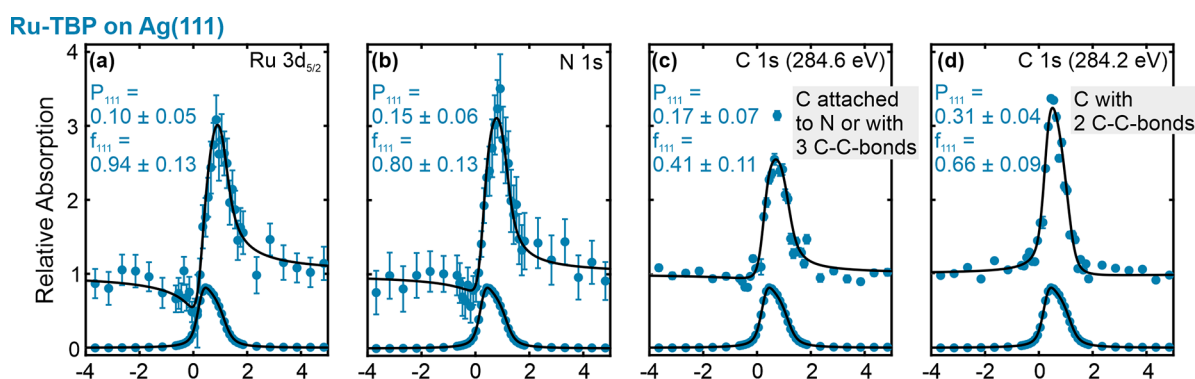 Ru-TBP on Ag(111)
Relative Absorption
4
3
2
1
0
(a)
Ru 3d5/2
P111 =
0.10 ± 0.05
f111 =
0.94 ± 0.13
-4 -2 0 2 4
(b)
N 1s
P111 =
0.15 ± 0.06
f111 =
0.80 ± 0.13
-4 -2 0 2 4
(c)
C 1s (284.6 eV)
P111 =
0.17 ± 0.07
f111 =
0.41 ± 0.11
C attached
to N or with
3 C-C-bonds
-4 -2 0 2 4
(d)
C 1s (284.2 eV)
P111 =
0.31 ± 0.04
f111 =
0.66 ± 0.09
C with
2 C-C-bonds
-4 -2 0 2 4